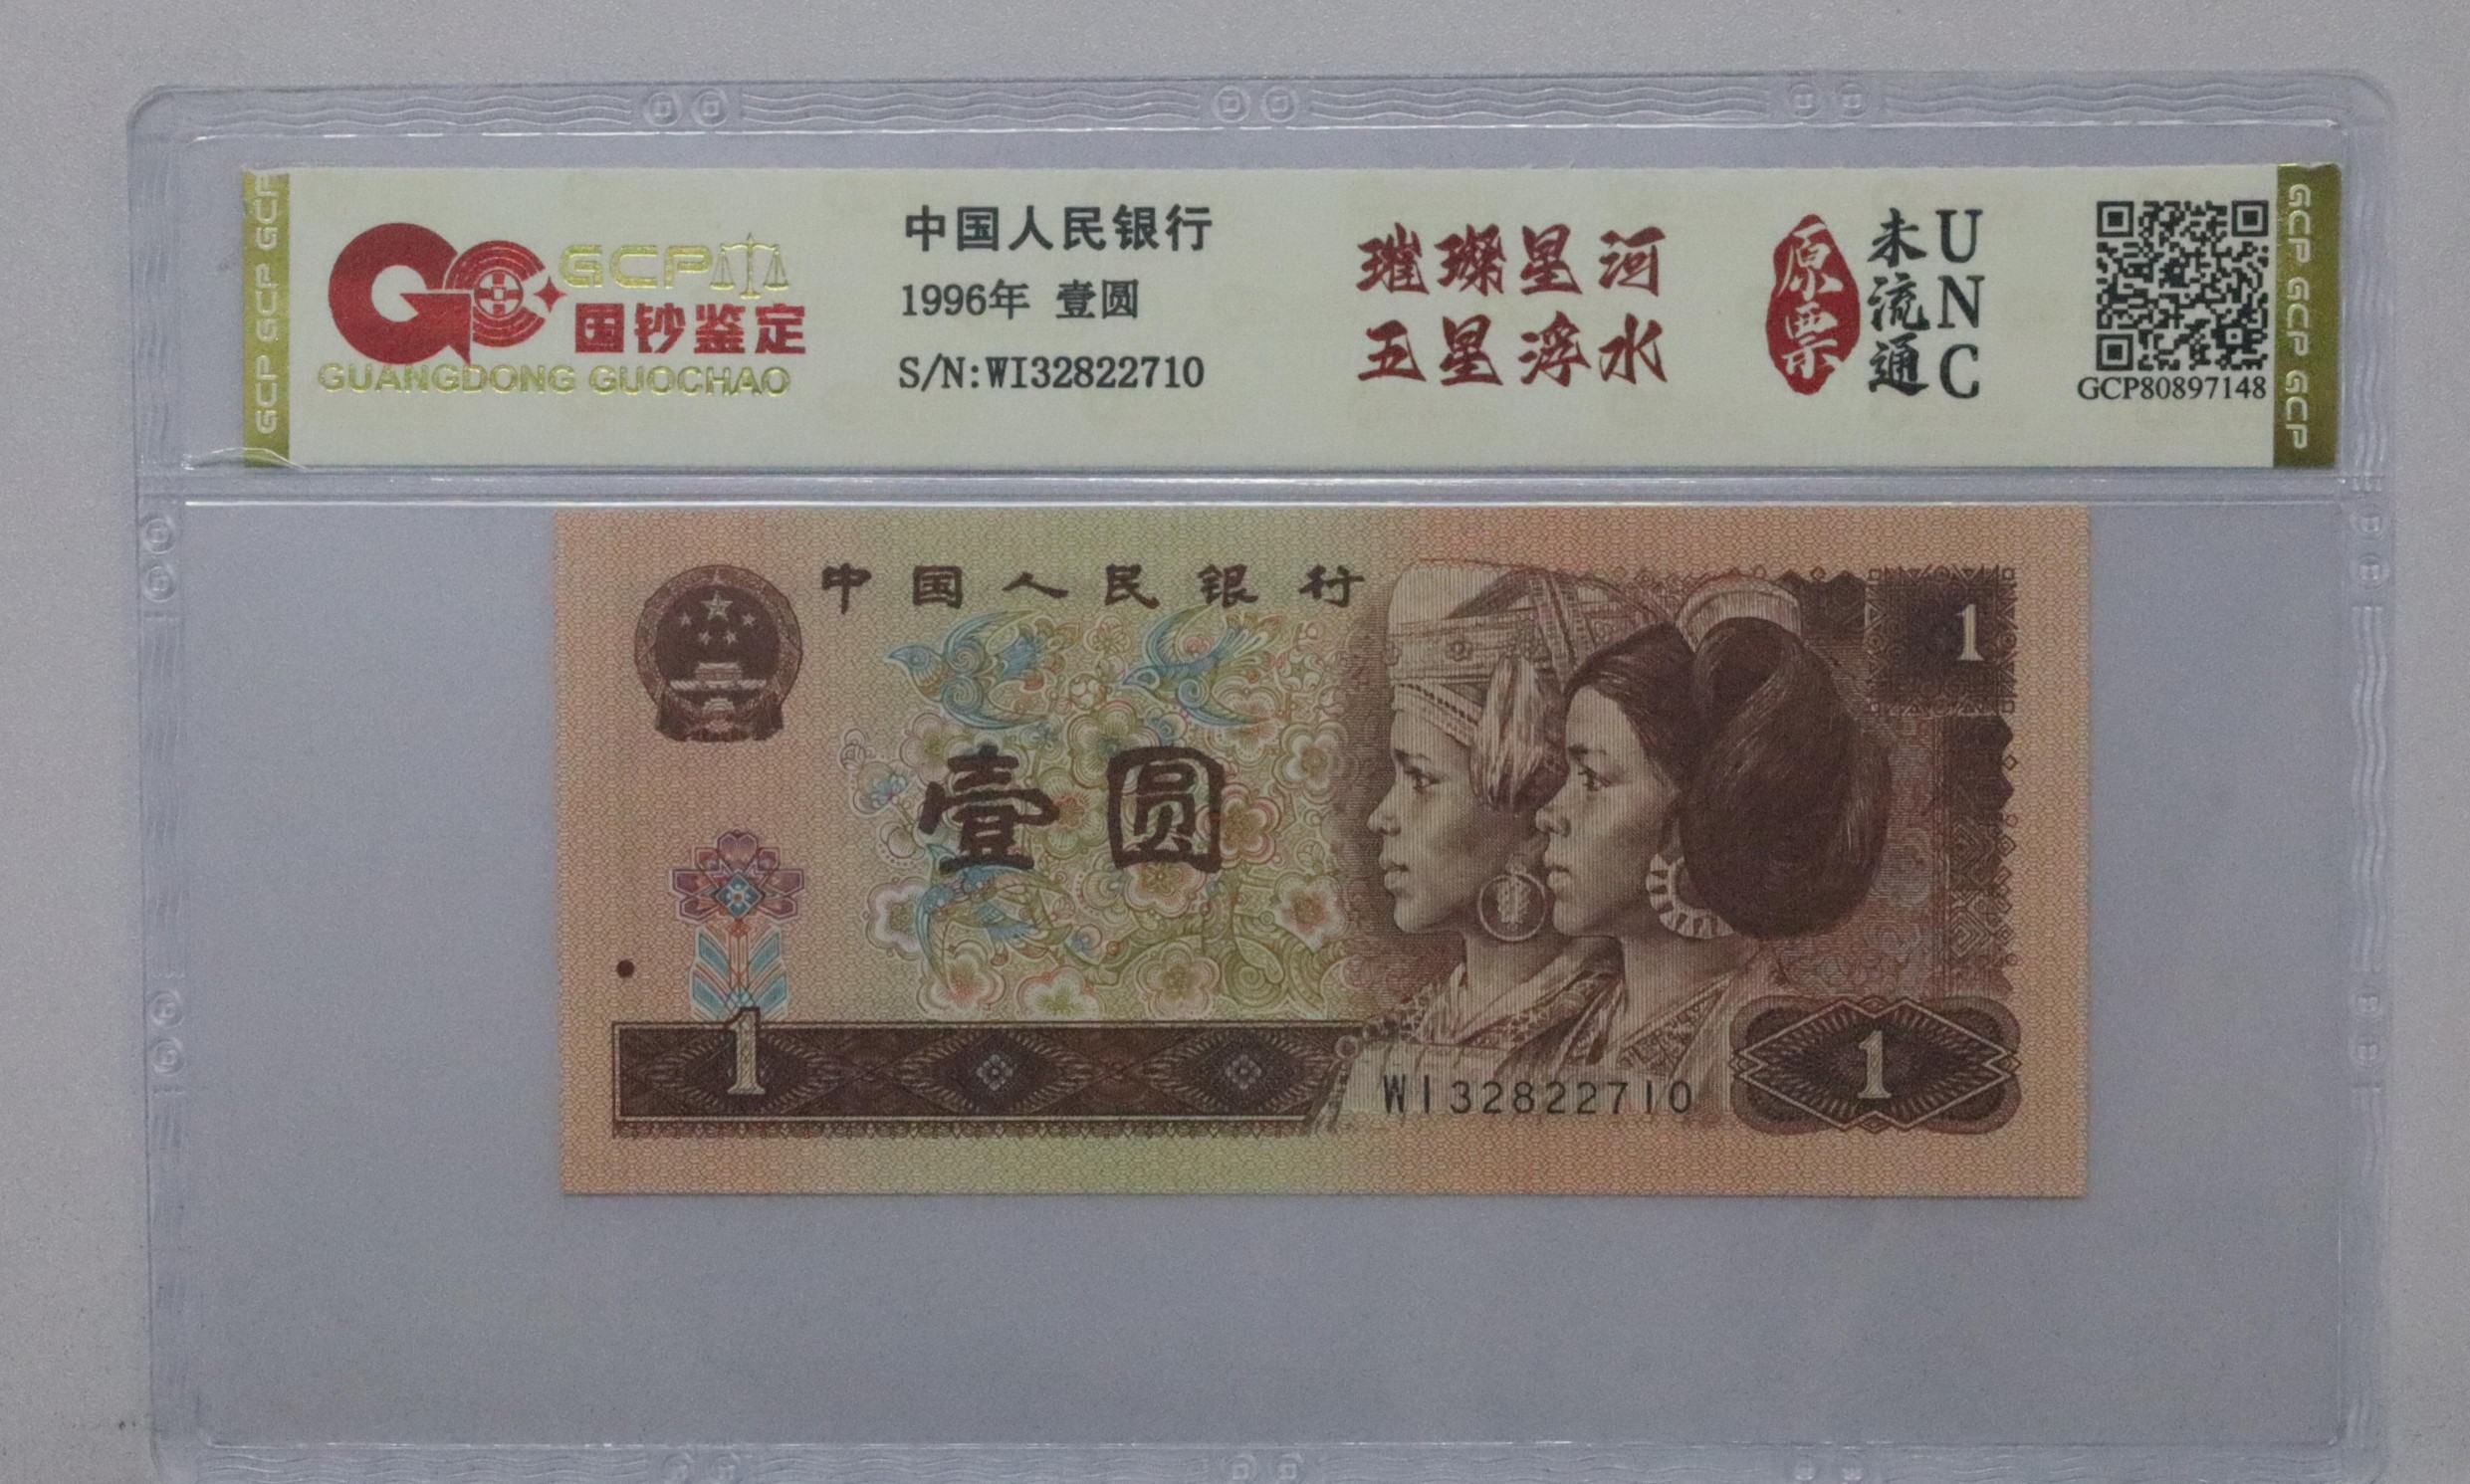 GCP GCP GCP
GCP
国钞鉴定
GUANGDONG GUOCHAO
中国人民银行
1996年 壹圆
S/N:WI32822710
璀璨星河
五星浮水
原票
未流通
UNC
GCP80897148
GCP GCP GCP
中国人民银行
1
壹圆
1
WI32822710
1